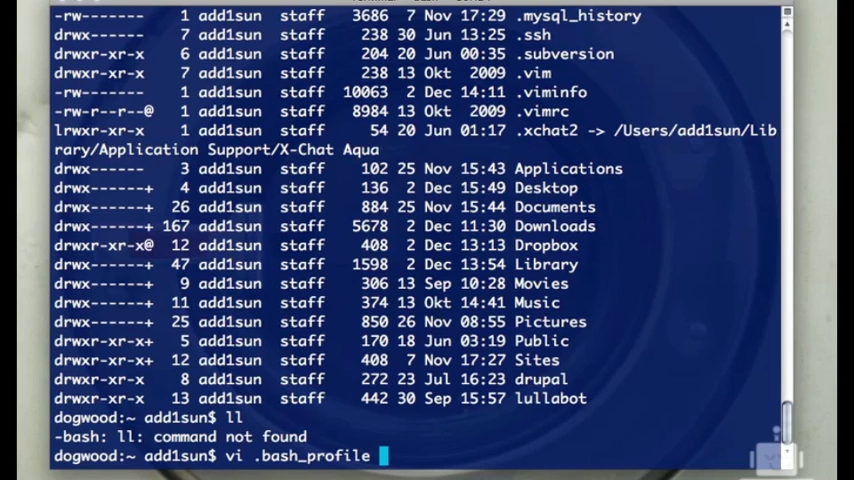 -rw------- 1 add1sun staff 3686 7 Nov 17:29 .mysql_history
drwx------ 7 add1sun staff 238 30 Jun 13:25 .ssh
drwxr-xr-x 6 add1sun staff 204 20 Jun 00:35 .subversion
drwxr-xr-x 7 add1sun staff 238 13 Okt 2009 .vim
-rw------- 1 add1sun staff 10063 2 Dec 14:11 .viminfo
-rw-r--r--@ 1 add1sun staff 8984 13 Okt 2009 .vimrc
lrwxr-xr-x 1 add1sun staff 54 20 Jun 01:17 .xchat2 -> /Users/add1sun/Lib
rary/Application Support/X-Chat Aqua
drwx------ 3 add1sun staff 102 25 Nov 15:43 Applications
drwx------+ 4 add1sun staff 136 2 Dec 15:49 Desktop
drwx------+ 26 add1sun staff 884 25 Nov 15:44 Documents
drwx------+ 167 add1sun staff 5678 2 Dec 11:30 Downloads
drwxr-xr-x@ 12 add1sun staff 408 2 Dec 13:13 Dropbox
drwx------+ 47 add1sun staff 1598 2 Dec 13:54 Library
drwx------+ 9 add1sun staff 306 13 Sep 10:28 Movies
drwx------+ 11 add1sun staff 374 13 Okt 14:41 Music
drwx------+ 25 add1sun staff 850 26 Nov 08:55 Pictures
drwxr-xr-x+ 5 add1sun staff 170 18 Jun 03:19 Public
drwxr-xr-x+ 12 add1sun staff 408 7 Nov 17:27 Sites
drwxr-xr-x 8 add1sun staff 272 23 Jul 16:23 drupal
drwxr-xr-x 13 add1sun staff 442 30 Sep 15:57 lullabot
dogwood:~ add1sun$ ll
-bash: ll: command not found
dogwood:~ add1sun$ vi .bash_profile